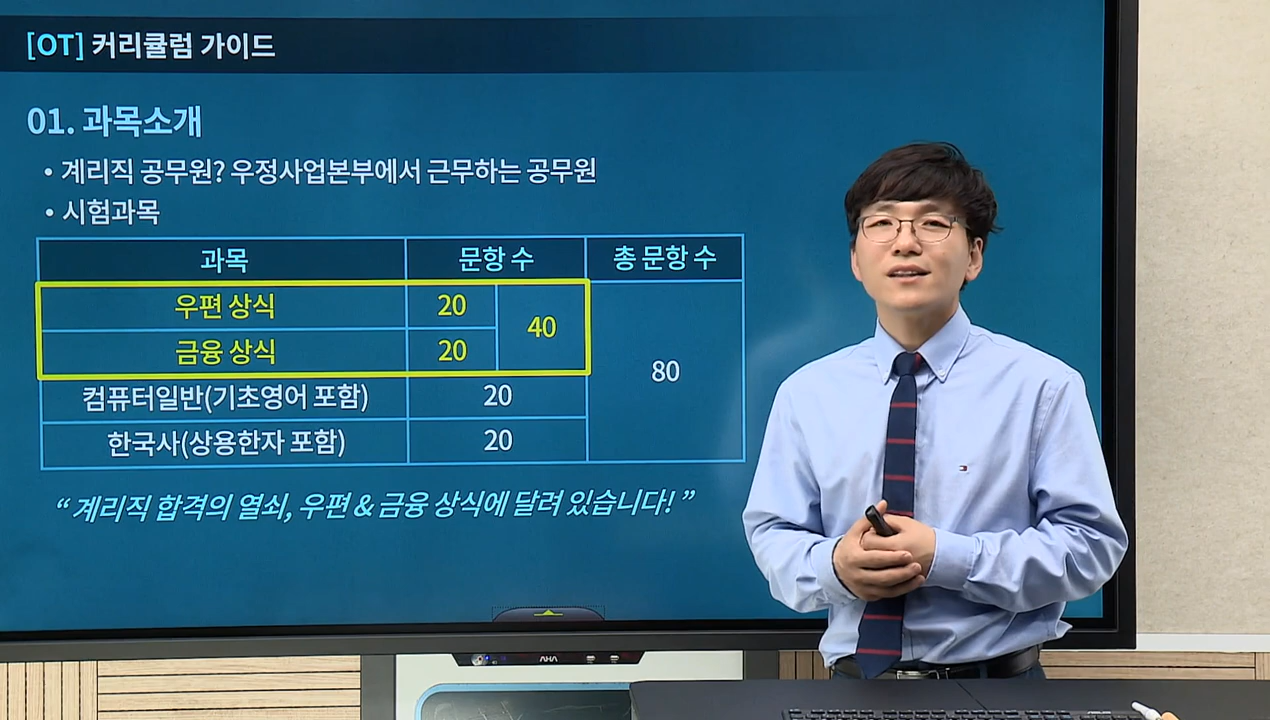 [OT] 커리큘럼 가이드
01. 과목소개
• 계리직 공무원? 우정사업본부에서 근무하는 공무원
• 시험과목
과목 문항 수 총 문항 수
우편 상식 20
금융 상식 20
40
컴퓨터일반(기초영어 포함) 20
한국사(상용한자 포함) 20
80
“ 계리직 합격의 열쇠, 우편 & 금융 상식에 달려 있습니다! ”
AHA